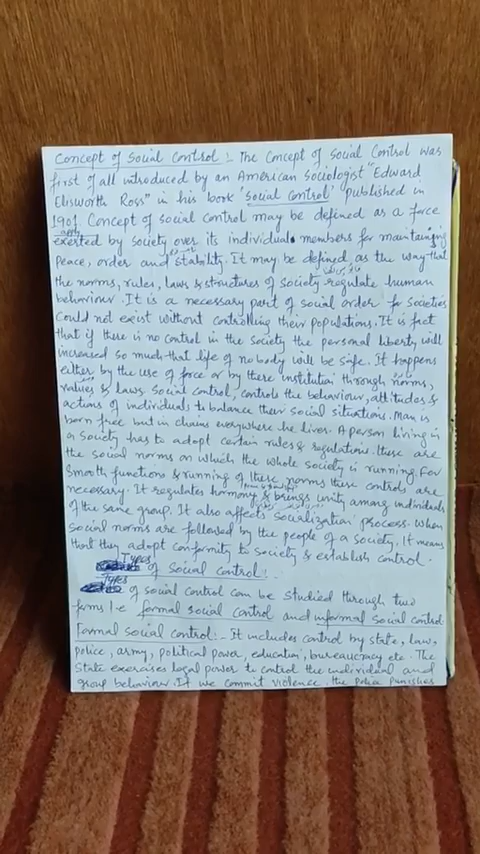 Concept of Social Control :- The Concept of Social Control was
first of all introduced by an American Sociologist "Edward
Elisworth Ross" in his book 'Social Control' published in
1901. Concept of social control may be defined as a force
exerted by society over its individual members for maintaining
peace, order and stability. It may be defined as the way that
the norms, rules, laws & structures of society regulate human
behaviour. It is a necessary part of social order for societies
could not exist without controlling their populations. It is fact
that if there is no control in the society the personal liberty will
increased so much that life of nobody will be safe. It happens
either by the use of force or by these institution through norms,
values & laws. Social control, controls the behaviour, attitudes &
actions of individuals to balance their social situations. Man is
born free but in chains everywhere he lives. A person living in
a society has to adopt certain rules & regulations. these are
the social norms on which the whole society is running. For
smooth functions & running of these norms these controls are
necessary. It regulates harmony & brings unity among individuals
of the same group. It also affects Socialization process. When
social norms are followed by the people of a society. It means
that they adopt conformity to society & establish control.
Types of Social Control :
Types of social control can be studied through two
forms i.e formal social control and informal social control
Formal social control :- It includes control by state, law,
police, army, political power, education, bureaucracy etc. The
State exercises legal power to control the individual and
group behaviour. If we commit violence, the police punishes